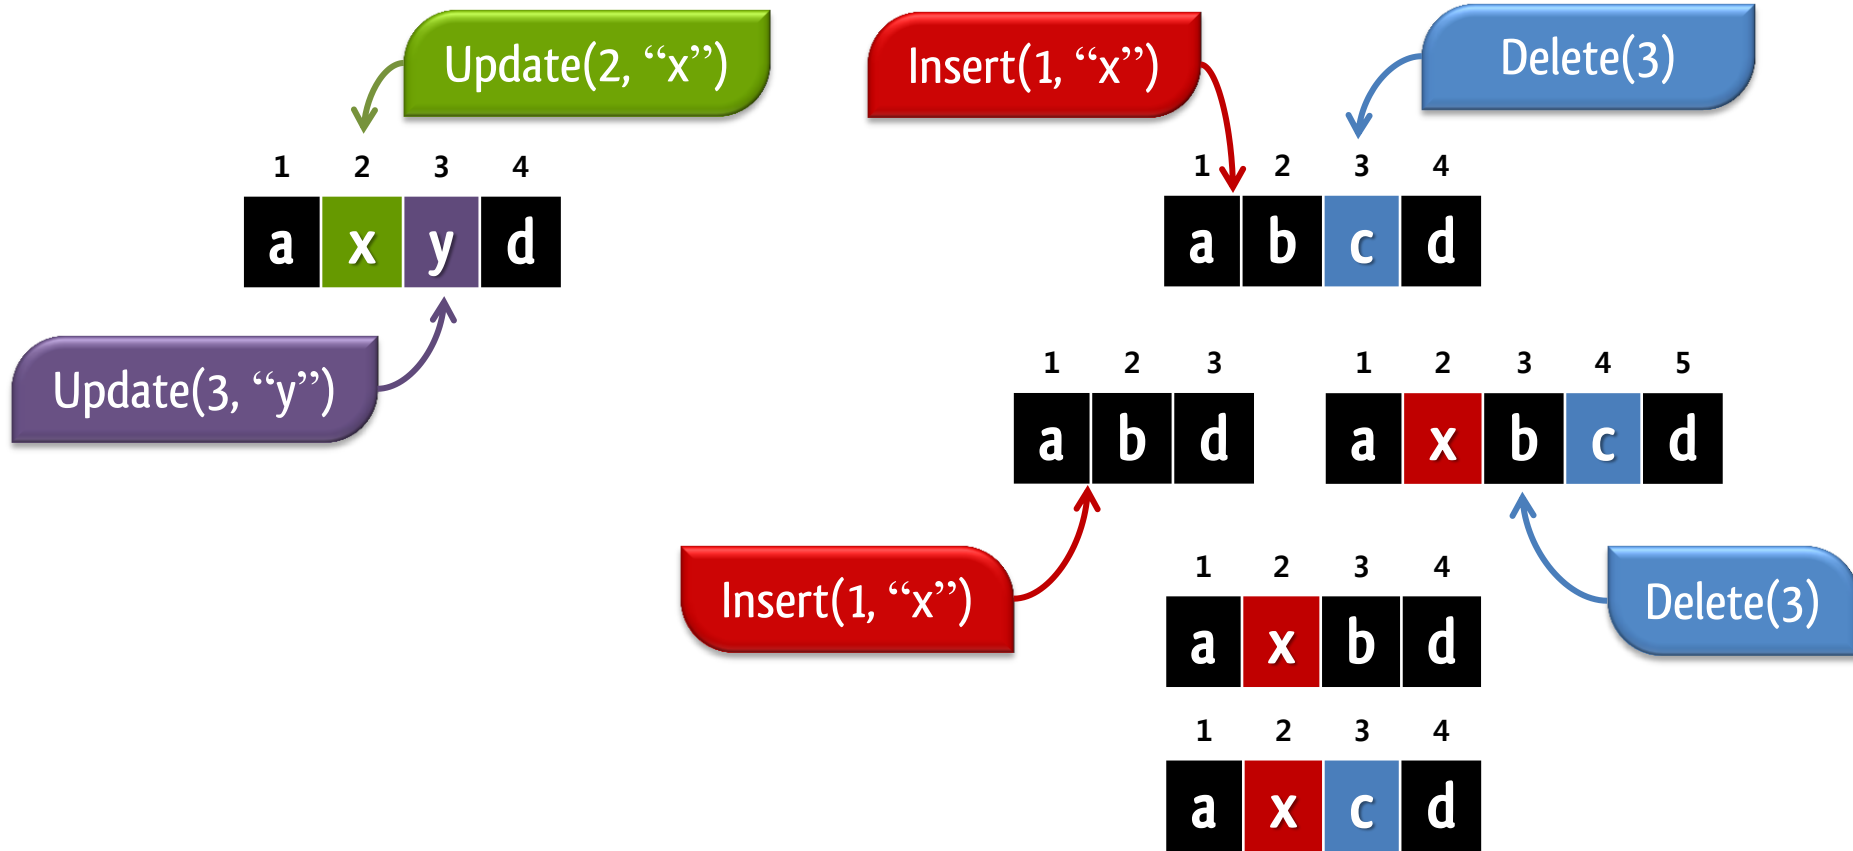 Update(2, “x”)
1 2 3 4
a x y d
Update(3, “y”)
Insert(1, “x”)
Delete(3)
1 2 3 4
a b c d
1 2 3
a b d
1 2 3 4 5
a x b c d
Insert(1, “x”)
Delete(3)
1 2 3 4
a x b d
1 2 3 4
a x c d